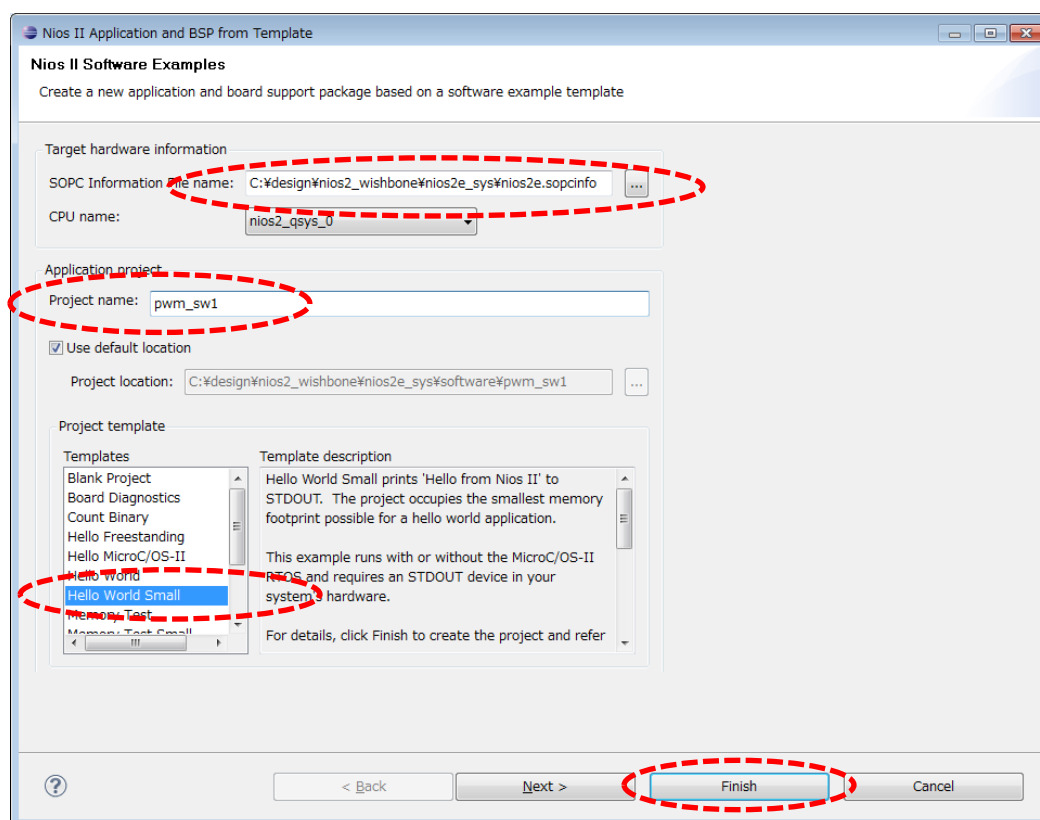 Nios II Application and BSP from Template
Nios II Software Examples
Create a new application and board support package based on a software example template
Target hardware information
SOPC Information File name: C:¥design¥nios2_wishbone¥nios2e_sys¥nios2e.sopcinfo ...
CPU name: nios2_qsys_0
Application project
Project name: pwm_sw1
Use default location
Project location: C:¥design¥nios2_wishbone¥nios2e_sys¥software¥pwm_sw1 ...
Project template
Templates
Blank Project
Board Diagnostics
Count Binary
Hello Freestanding
Hello MicroC/OS-II
Hello World
Hello World Small
Memory Test
Memory Test Small
Template description
Hello World Small prints 'Hello from Nios II' to
STDOUT. The project occupies the smallest memory
footprint possible for a hello world application.
This example runs with or without the MicroC/OS-II
RTOS and requires an STDOUT device in your
system's hardware.
For details, click Finish to create the project and refer
? < Back Next > Finish Cancel